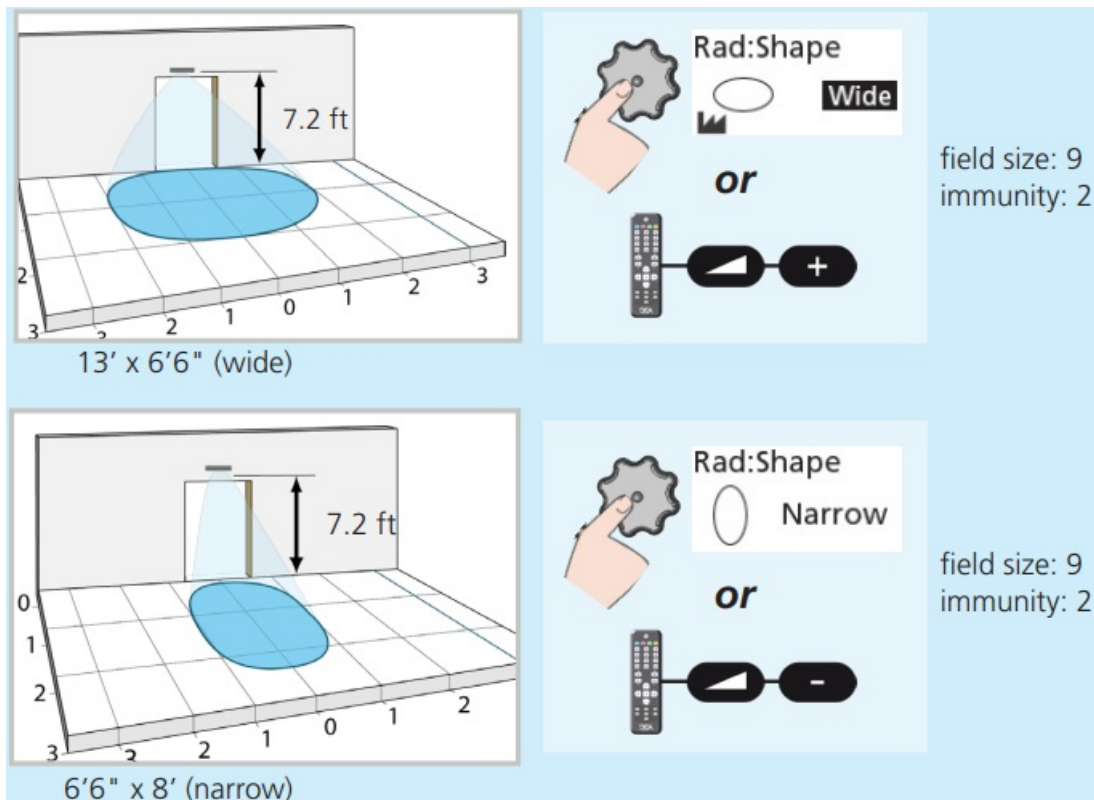 7.2 ft
2
3
3
2
1
0
1
2
3
13' x 6'6" (wide)
Rad:Shape
Wide
or
+
field size: 9
immunity: 2
7.2 ft
0
1
2
3
3
2
1
0
1
2
6'6" x 8' (narrow)
Rad:Shape
Narrow
or
-
field size: 9
immunity: 2